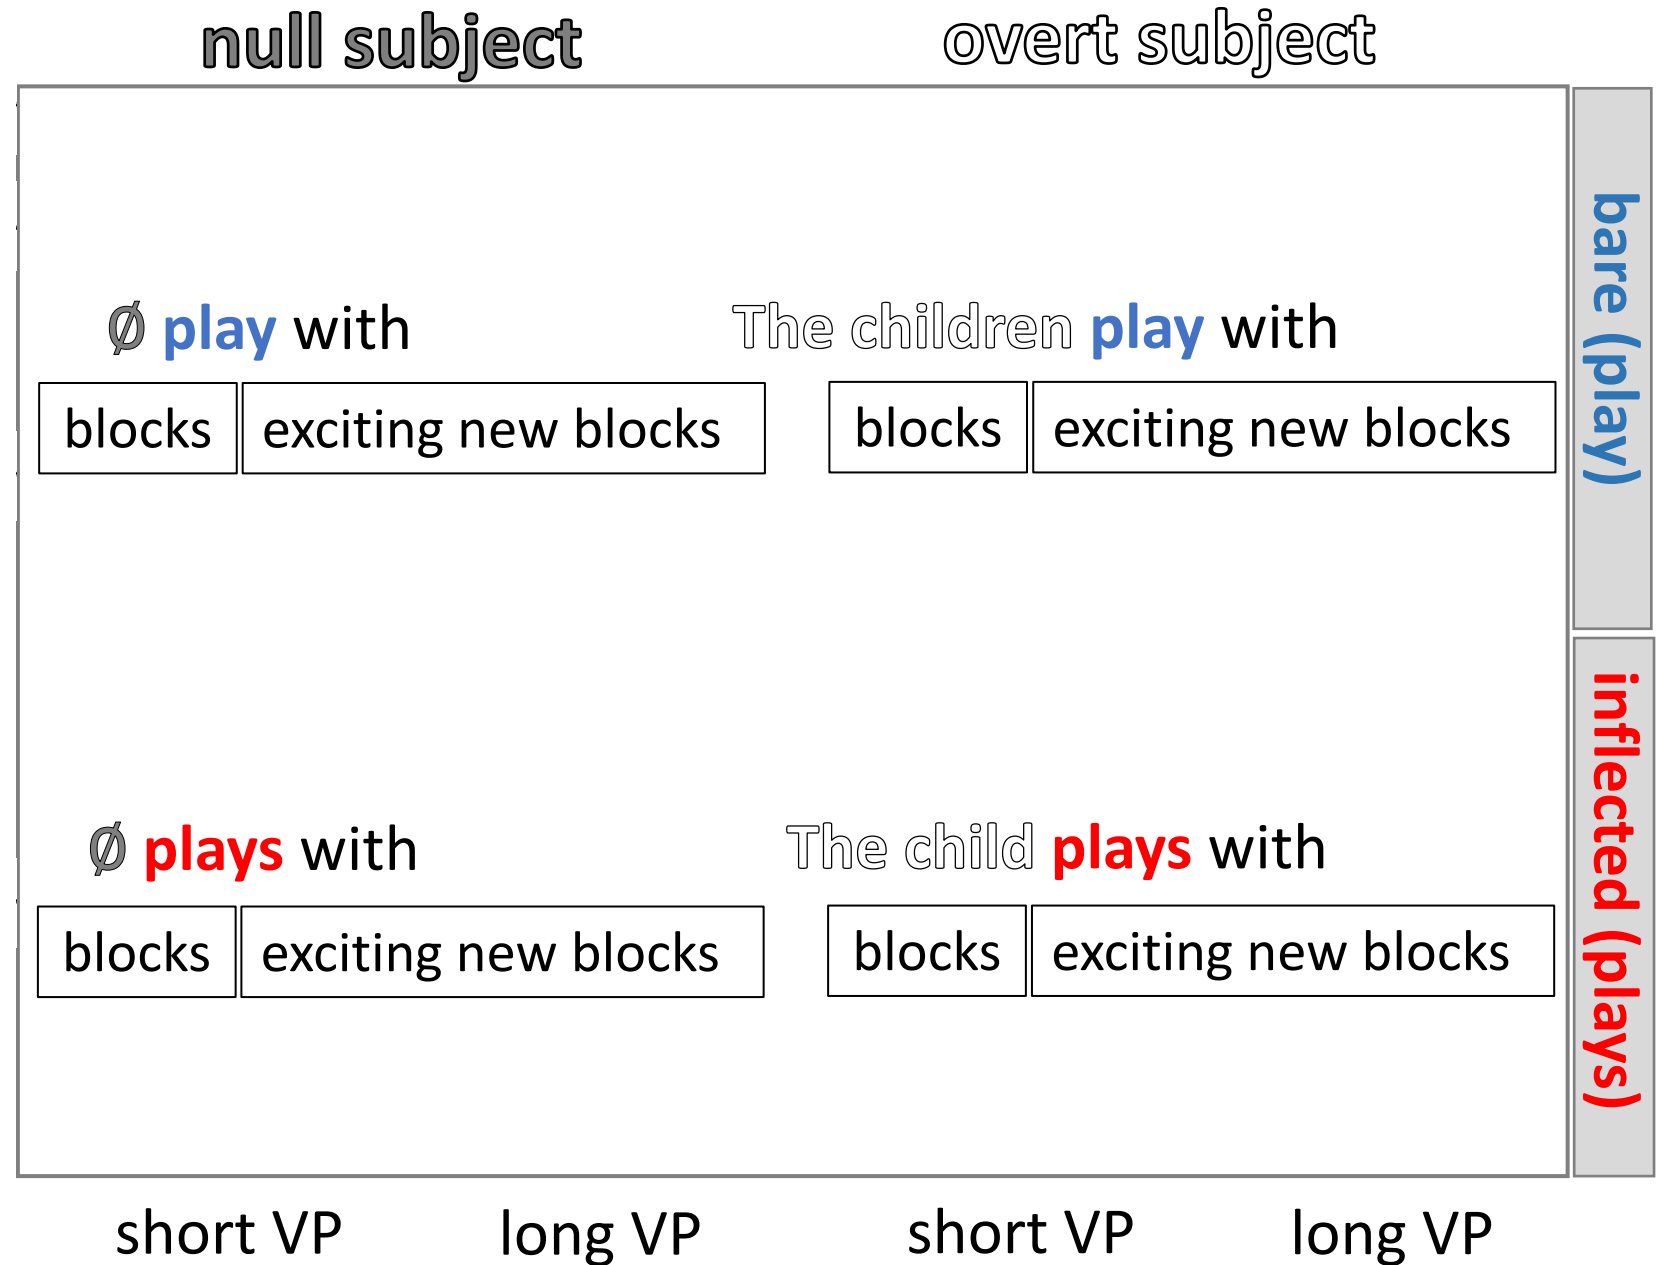 null subject
overt subject
Ø play with
The children play with
blocks
exciting new blocks
blocks
exciting new blocks
bare (play)
Ø plays with
The child plays with
blocks
exciting new blocks
blocks
exciting new blocks
inflected (plays)
short VP
long VP
short VP
long VP